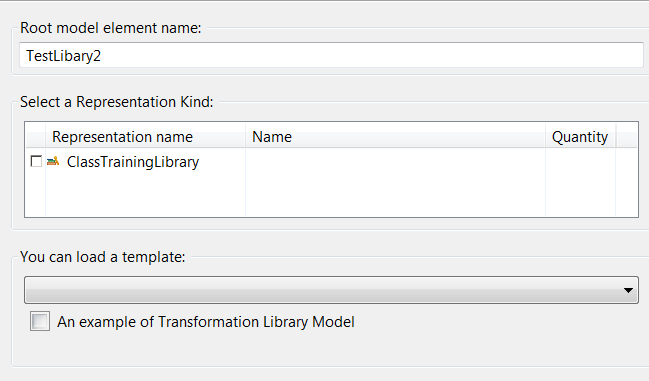 Root model element name:
TestLibary2
Select a Representation Kind:
Representation name Name Quantity
ClassTrainingLibrary
You can load a template:
An example of Transformation Library Model